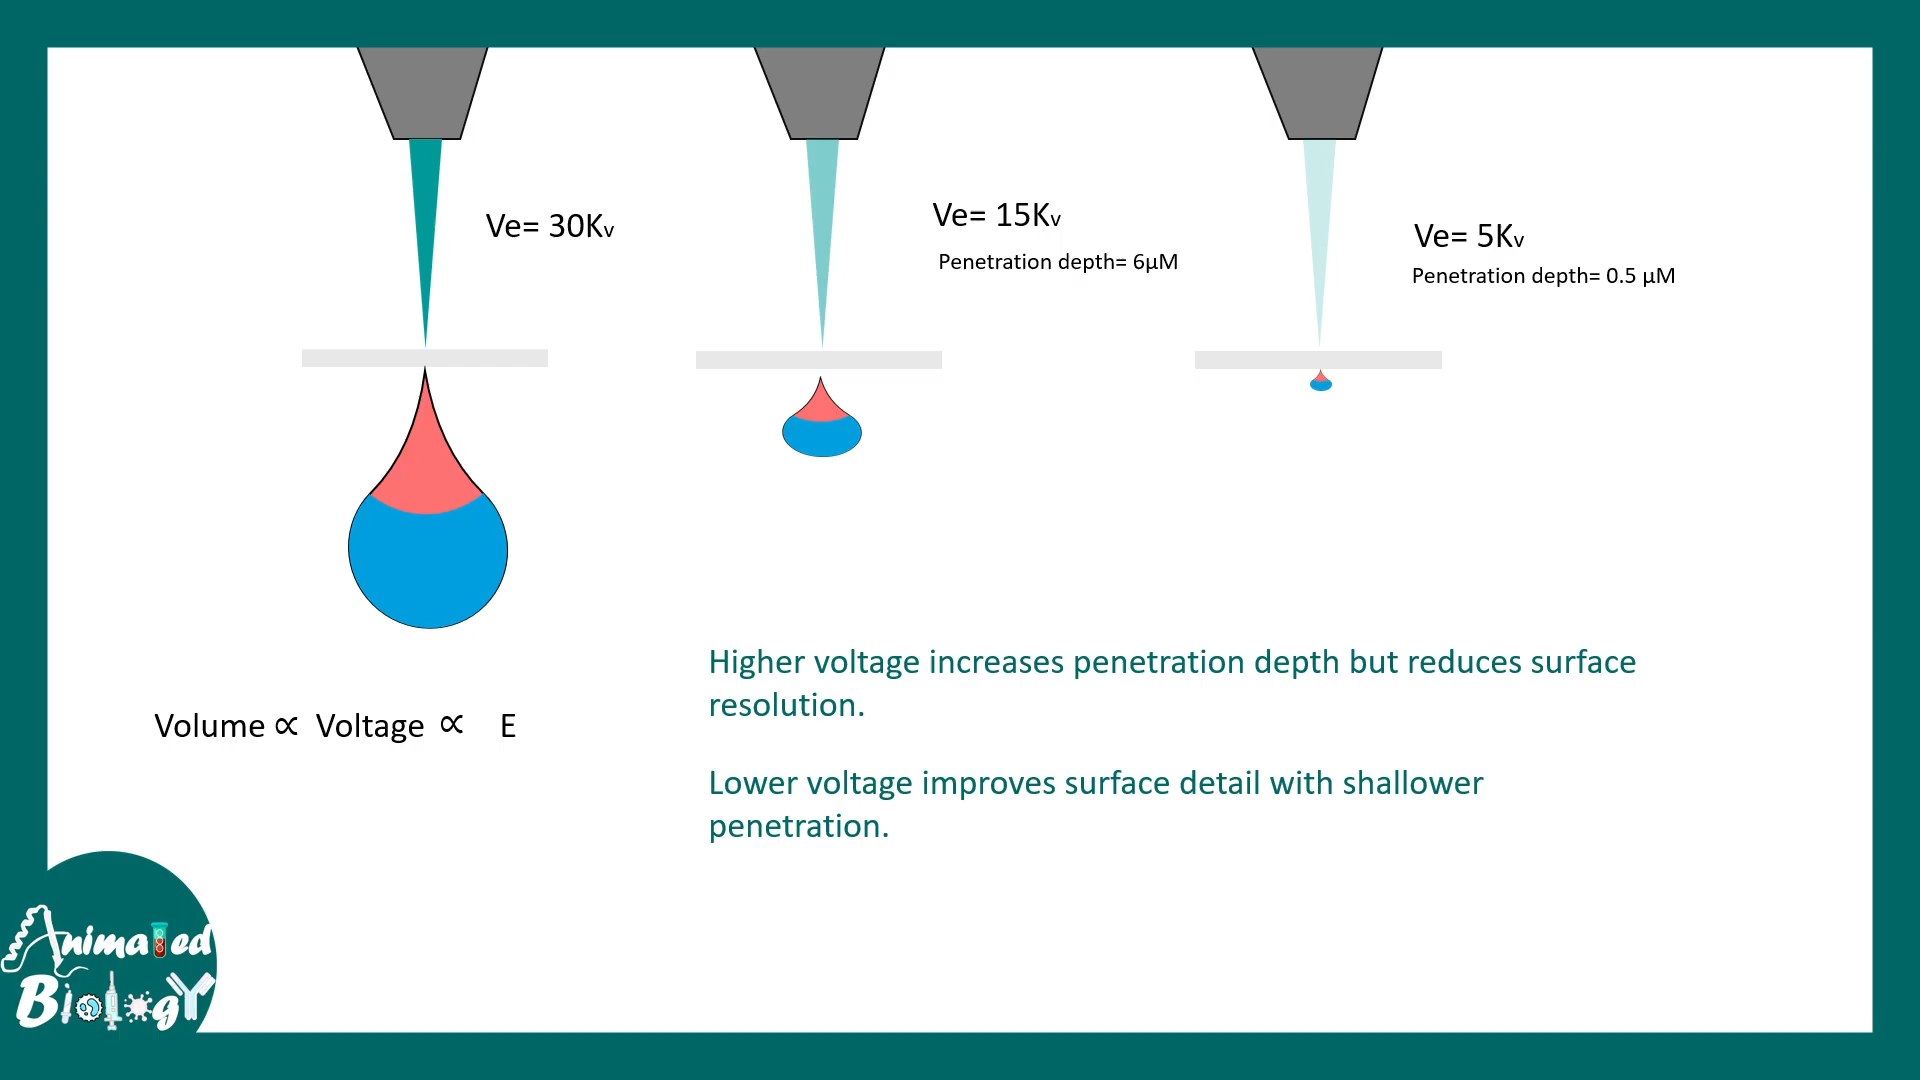 Ve= 30Kv
Ve= 15Kv
Penetration depth= 6µM
Ve= 5Kv
Penetration depth= 0.5 µM
Higher voltage increases penetration depth but reduces surface
resolution.
Volume ∝ Voltage ∝ E
Lower voltage improves surface detail with shallower
penetration.
Animated
Biology